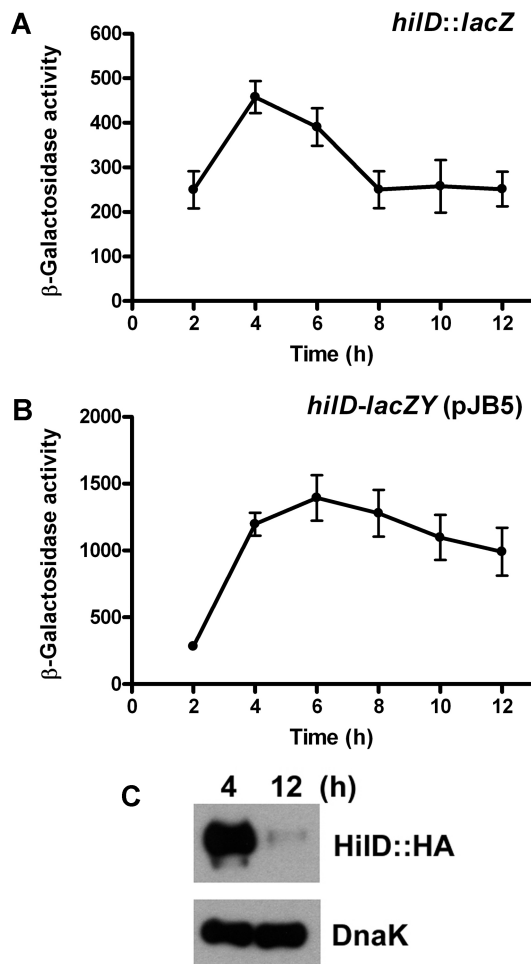 A
hilD::lacZ
β-Galactosidase activity
600
500
400
300
200
100
0
0 2 4 6 8 10 12
Time (h)
B
hilD-lacZY (pJB5)
β-Galactosidase activity
2000
1500
1000
500
0
0 2 4 6 8 10 12
Time (h)
C
4 12 (h)
HilD::HA
DnaK